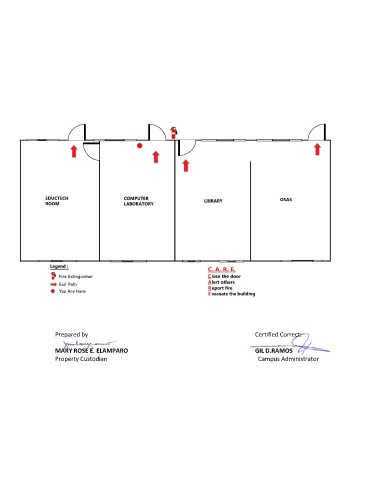 EDUCTECH
ROOM
COMPUTER
LABORATORY
LIBRARY
OSAS
Legend :
Fire Extinguisher
Exit Path
You Are Here
C. A. R. E.
Close the door
Alert others
Report fire
Evacuate the building
Prepared by
MARY ROSE E. ELAMPARO
Property Custodian
Certified Correct:
GIL D.RAMOS
Campus Administrator